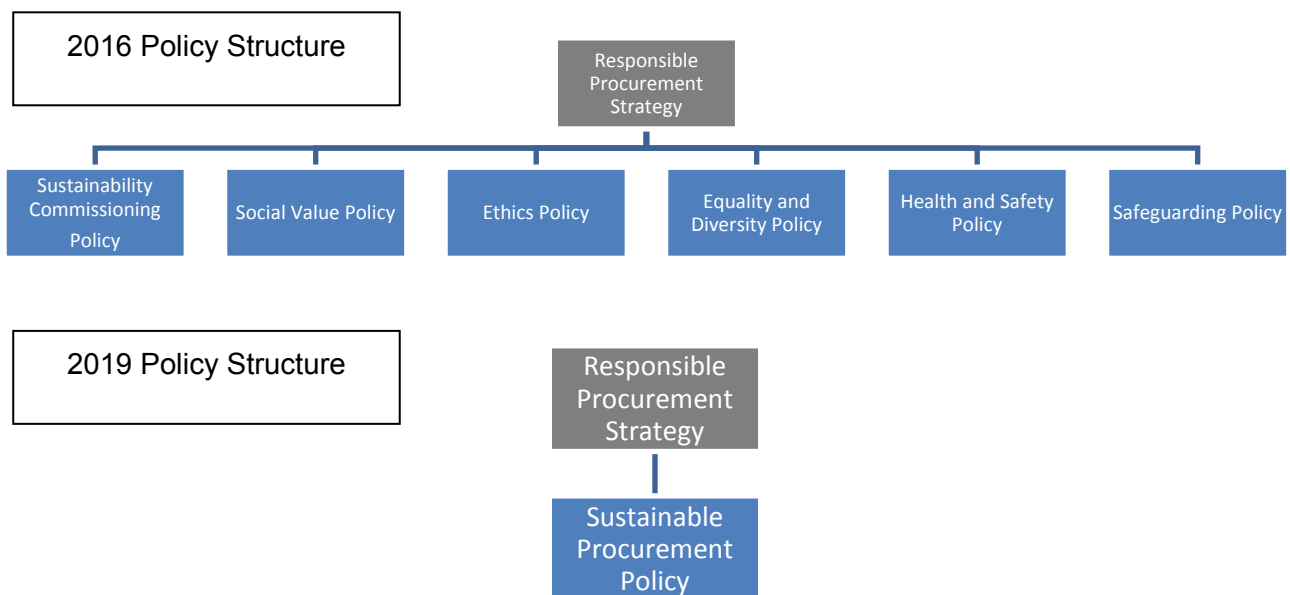 2016 Policy Structure
Responsible
Procurement
Strategy
Sustainability
Commissioning
Policy
Social Value Policy
Ethics Policy
Equality and
Diversity Policy
Health and Safety
Policy
Safeguarding Policy
2019 Policy Structure
Responsible
Procurement
Strategy
Sustainable
Procurement
Policy